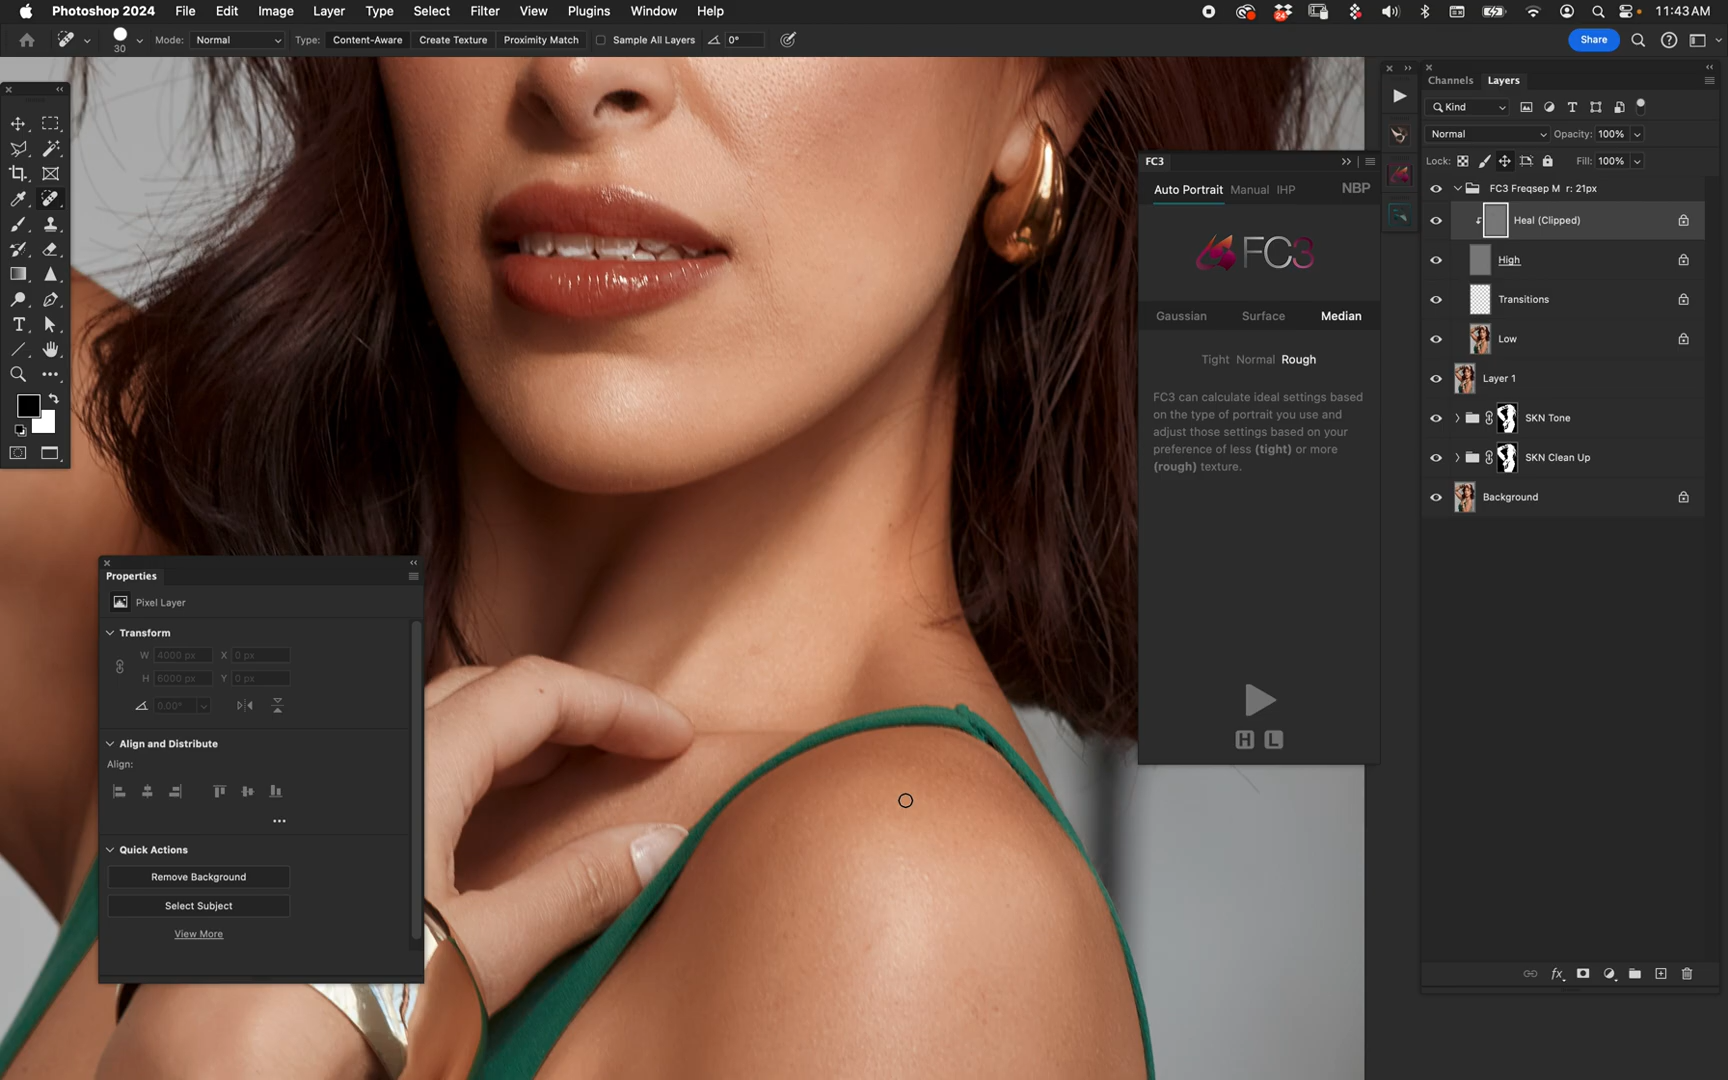 Photoshop 2024 File Edit Image Layer Type Select Filter View Plugins Window Help
24
11:43 AM
30
Mode: Normal
Type: Content-Aware Create Texture Proximity Match
Sample All Layers
0°
Share
FC3
Auto Portrait Manual IHP NBP
FC3
Gaussian Surface Median
Tight Normal Rough
FC3 can calculate ideal settings based
on the type of portrait you use and
adjust those settings based on your
preference of less (tight) or more
(rough) texture.
H L
Channels Layers
Kind
Normal Opacity: 100%
Lock: Fill: 100%
FC3 Freqsep M r: 21px
Heal (Clipped)
High
Transitions
Low
Layer 1
SKN Tone
SKN Clean Up
Background
fx
Properties
Pixel Layer
Transform
W 4000 px X 0 px
H 6000 px Y 0 px
0.00°
Align and Distribute
Align:
Quick Actions
Remove Background
Select Subject
View More